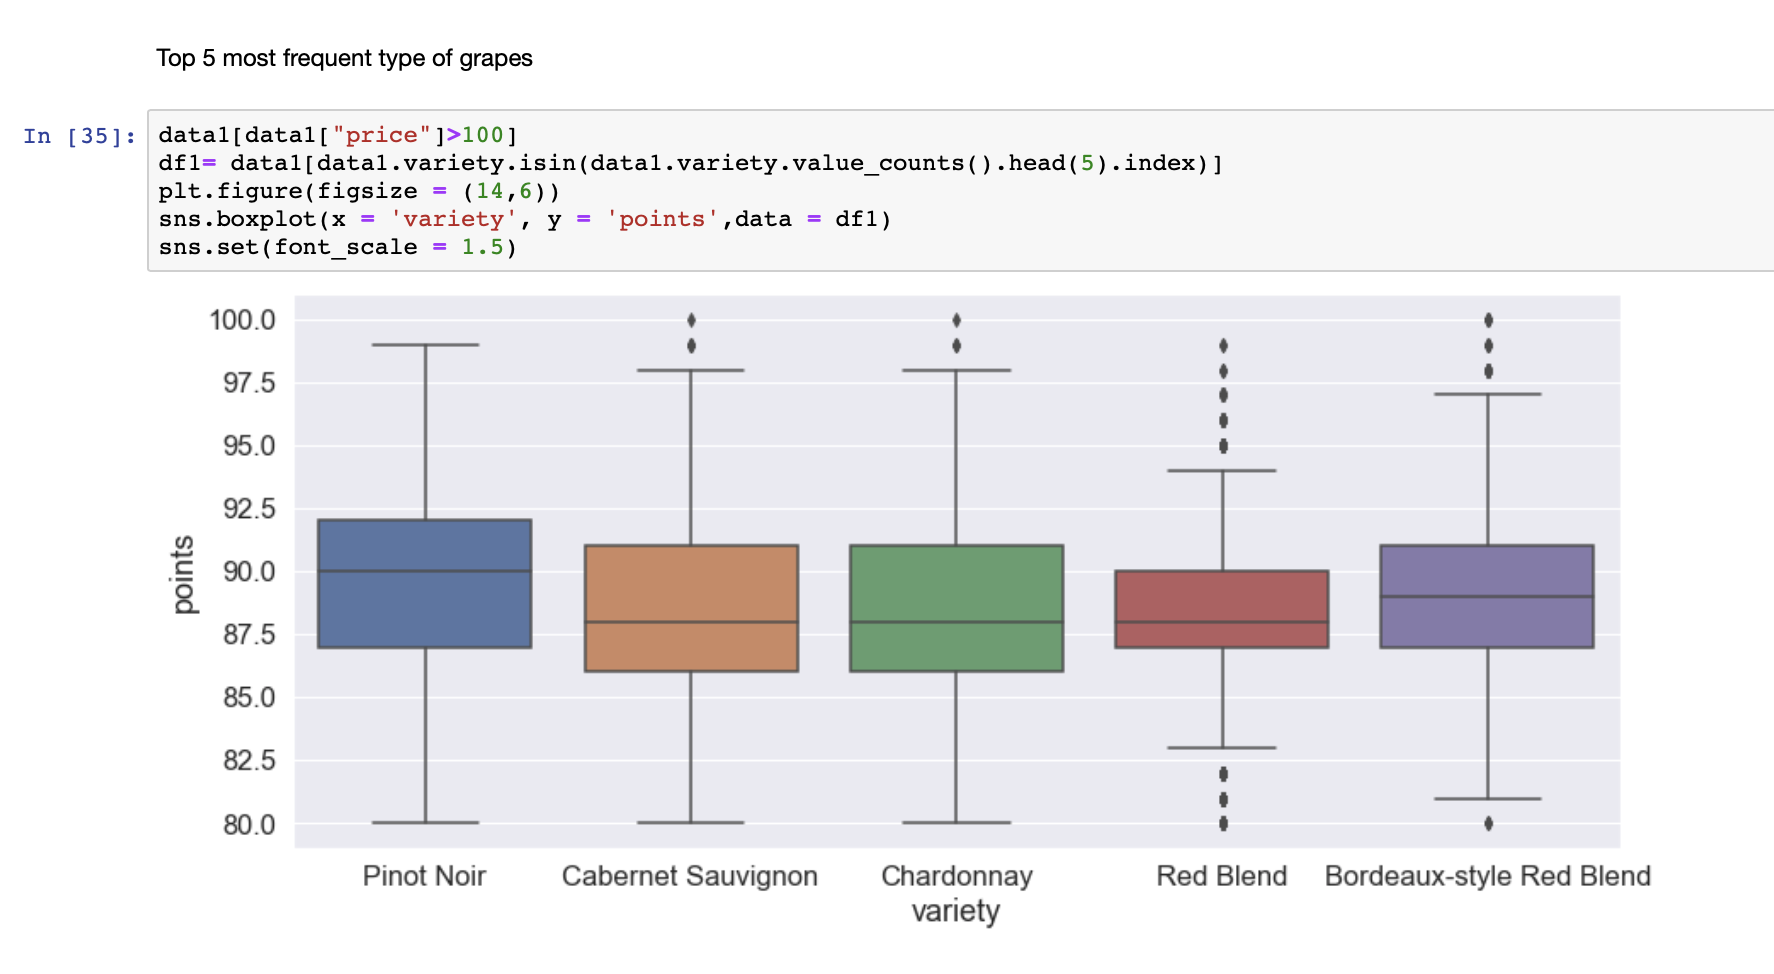 Top 5 most frequent type of grapes
In [35]:
data1[data1["price"]>100]
df1= data1[data1.variety.isin(data1.variety.value_counts().head(5).index)]
plt.figure(figsize = (14,6))
sns.boxplot(x = 'variety', y = 'points',data = df1)
sns.set(font_scale = 1.5)
100.0
97.5
95.0
92.5
90.0
87.5
85.0
82.5
80.0
points
Pinot Noir
Cabernet Sauvignon
Chardonnay
Red Blend
Bordeaux-style Red Blend
variety